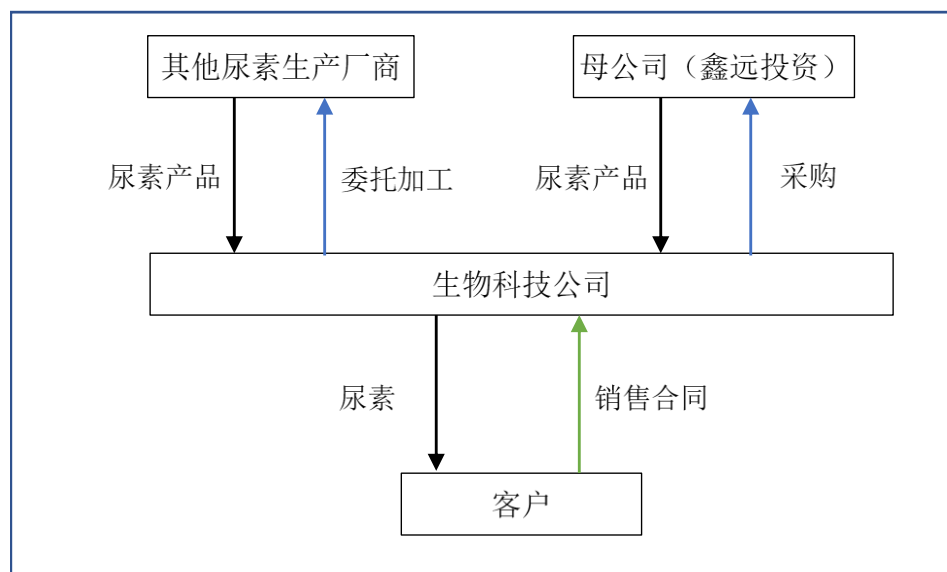 其他尿素生产厂商
母公司（鑫远投资）
尿素产品
委托加工
尿素产品
采购
生物科技公司
尿素
销售合同
客户